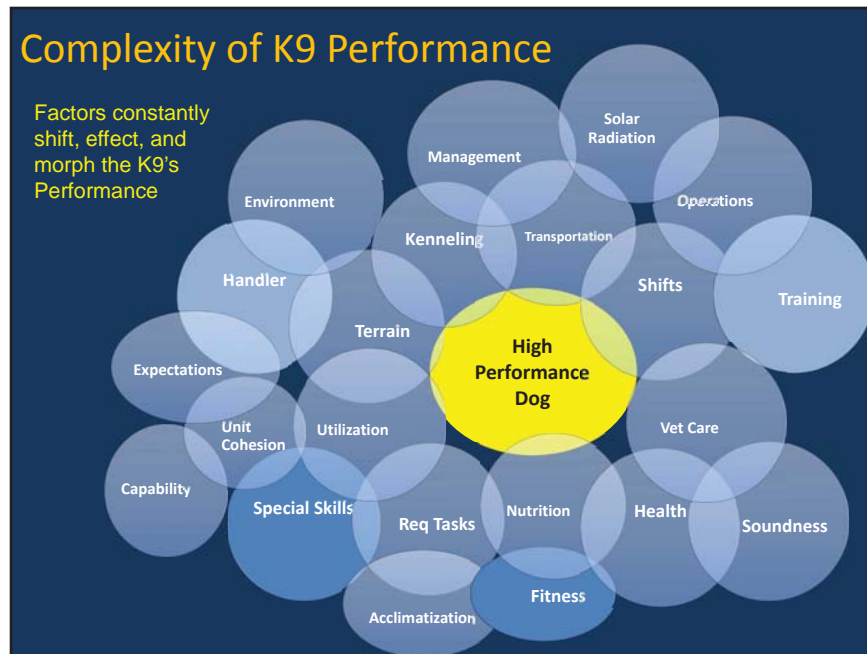 Complexity of K9 Performance
Factors constantly
shift, effect, and
morph the K9's
Performance
Solar
Radiation
Management
Environment
Operations
Kenneling
Transportation
Handler
Shifts
Training
Terrain
High
Performance
Dog
Expectations
Unit
Cohesion
Utilization
Vet Care
Capability
Special Skills
Req Tasks
Nutrition
Health
Soundness
Fitness
Acclimatization